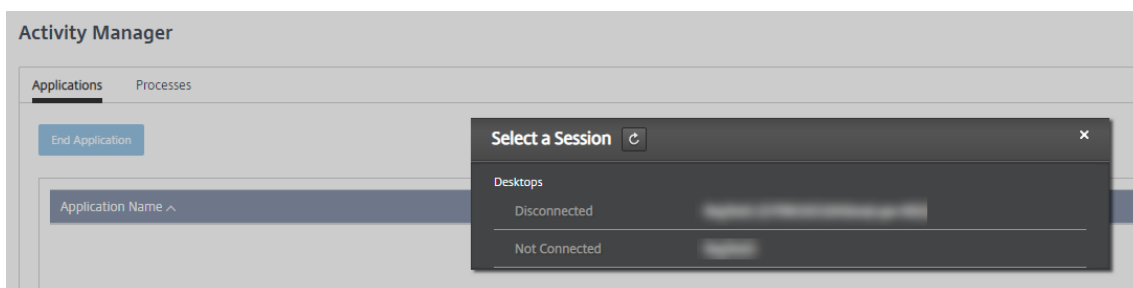 Activity Manager
Applications Processes
End Application
Select a Session ×
Desktops
Application Name
Disconnected
Not Connected